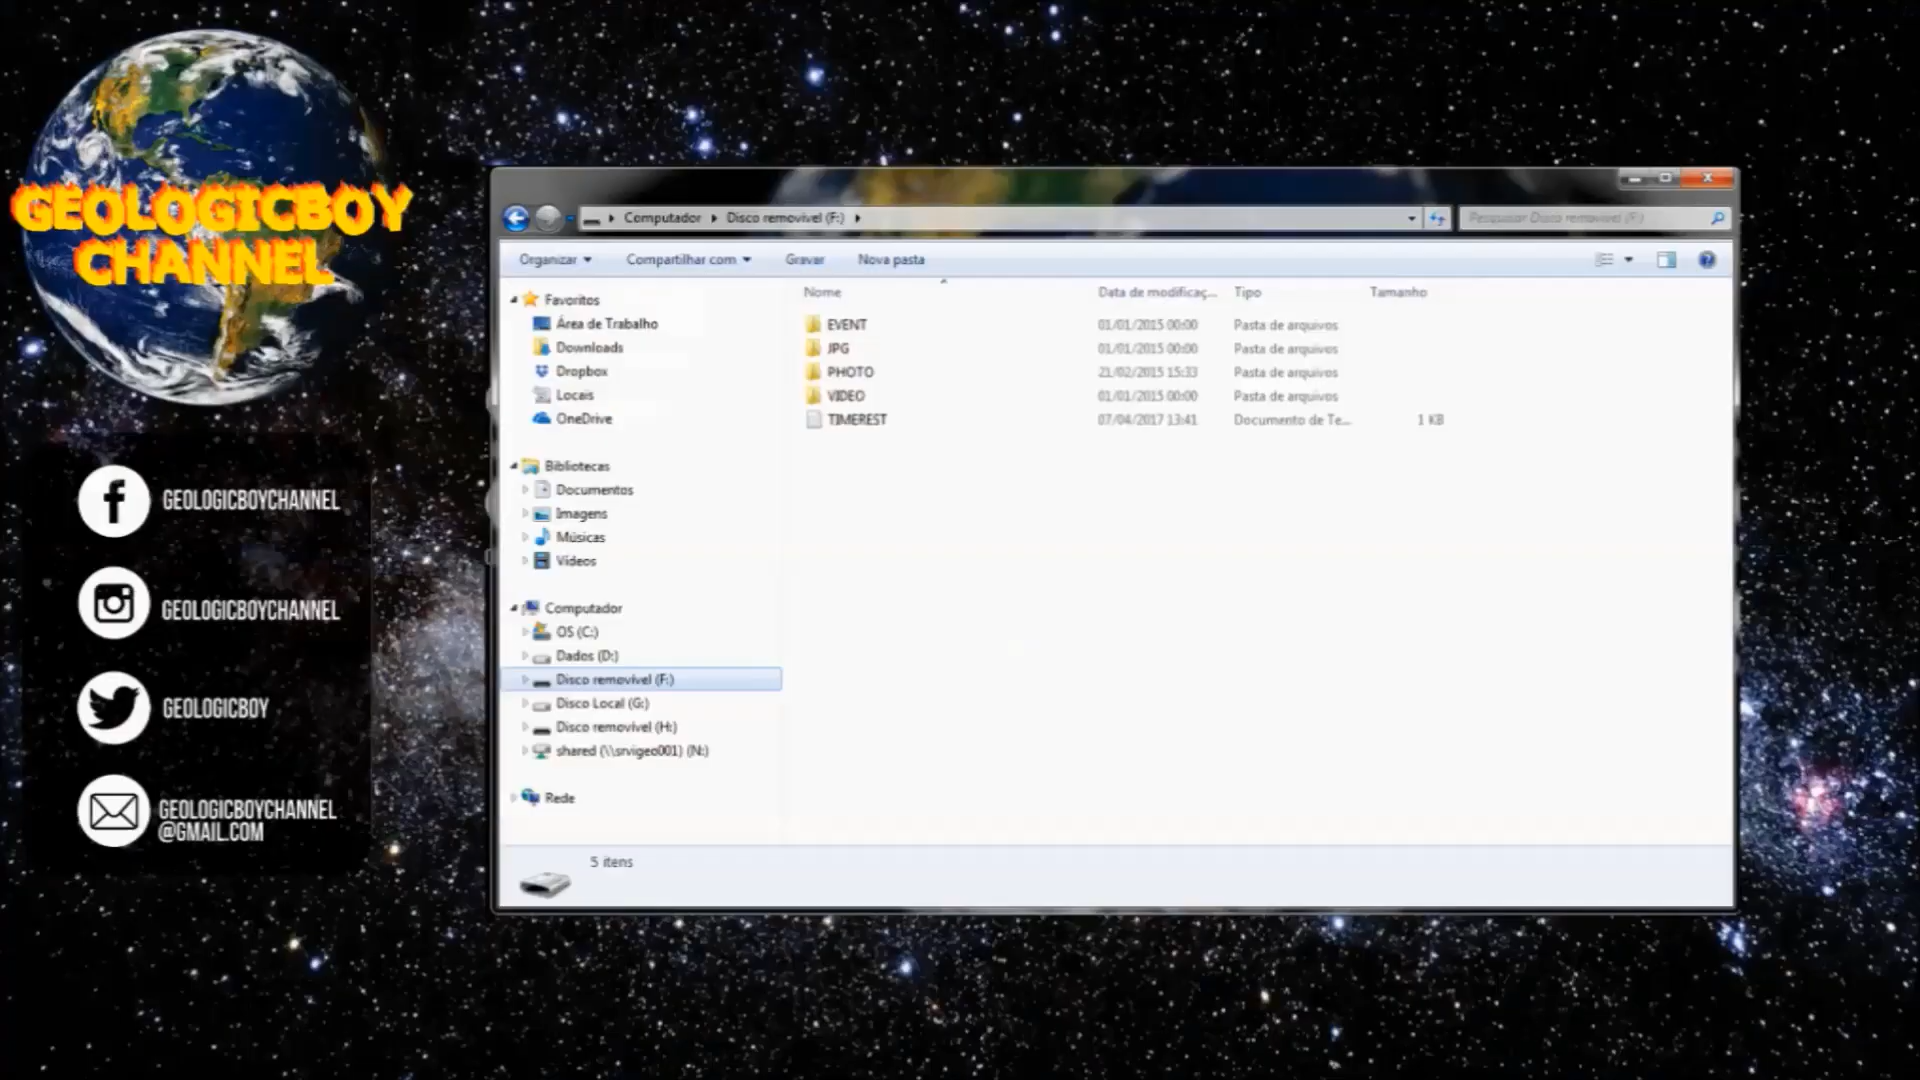 GEOLOGICBOY
CHANNEL
GEOLOGICBOYCHANNEL
GEOLOGICBOYCHANNEL
GEOLOGICBOY
GEOLOGICBOYCHANNEL
@GMAIL.COM
Computador Disco removível (F:)
Pesquisar Disco removível (F:)
Organizar Compartilhar com Gravar Nova pasta
Favoritos
Área de Trabalho
Downloads
Dropbox
Locais
OneDrive
Bibliotecas
Documentos
Imagens
Músicas
Vídeos
Computador
OS (C:)
Dados (D:)
Disco removível (F:)
Disco Local (G:)
Disco removível (H:)
shared (\\srvigeo001) (N:)
Rede
Nome Data de modificaç... Tipo Tamanho
EVENT 01/01/2015 00:00 Pasta de arquivos
JPG 01/01/2015 00:00 Pasta de arquivos
PHOTO 21/02/2015 15:33 Pasta de arquivos
VIDEO 01/01/2015 00:00 Pasta de arquivos
TIMEREST 07/04/2017 13:41 Documento de Te... 1 KB
5 itens